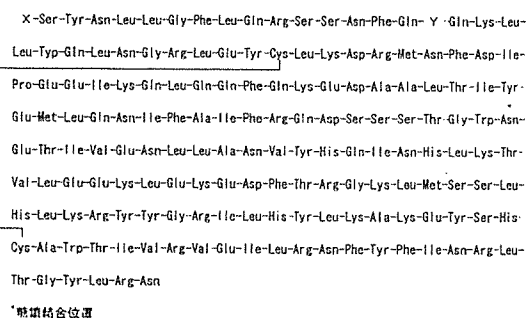 X-Ser-Tyr-Asn-Leu-Leu-Gly-Phe-Leu-Gln-Arg-Ser-Ser-Asn-Phe-Gln- Y -Gln-Lys-Leu-
Leu-Typ-Gln-Leu-Asn-Gly-Arg-Leu-Glu-Tyr-Cys-Leu-Lys-Asp-Arg-Met-Asn-Phe-Asp-Ile-
Pro-Glu-Glu-Ile-Lys-Gln-Leu-Gln-Gln-Phe-Gln-Lys-Glu-Asp-Ala-Ala-Leu-Thr-Ile-Tyr-
*
Glu-Met-Leu-Gln-Asn-Ile-Phe-Ala-Ile-Phe-Arg-Gln-Asp-Ser-Ser-Ser-Thr-Gly-Trp-Asn-
Glu-Thr-Ile-Val-Glu-Asn-Leu-Leu-Ala-Asn-Val-Tyr-His-Gln-Ile-Asn-His-Leu-Lys-Thr-
Val-Leu-Glu-Glu-Lys-Leu-Glu-Lys-Glu-Asp-Phe-Thr-Arg-Gly-Lys-Leu-Met-Ser-Ser-Leu-
His-Leu-Lys-Arg-Tyr-Tyr-Gly-Arg-Ile-Leu-His-Tyr-Leu-Lys-Ala-Lys-Glu-Tyr-Ser-His-
Cys-Ala-Trp-Thr-Ile-Val-Arg-Val-Glu-Ile-Leu-Arg-Asn-Phe-Tyr-Phe-Ile-Asn-Arg-Leu-
Thr-Gly-Tyr-Leu-Arg-Asn
*糖鎖結合位置